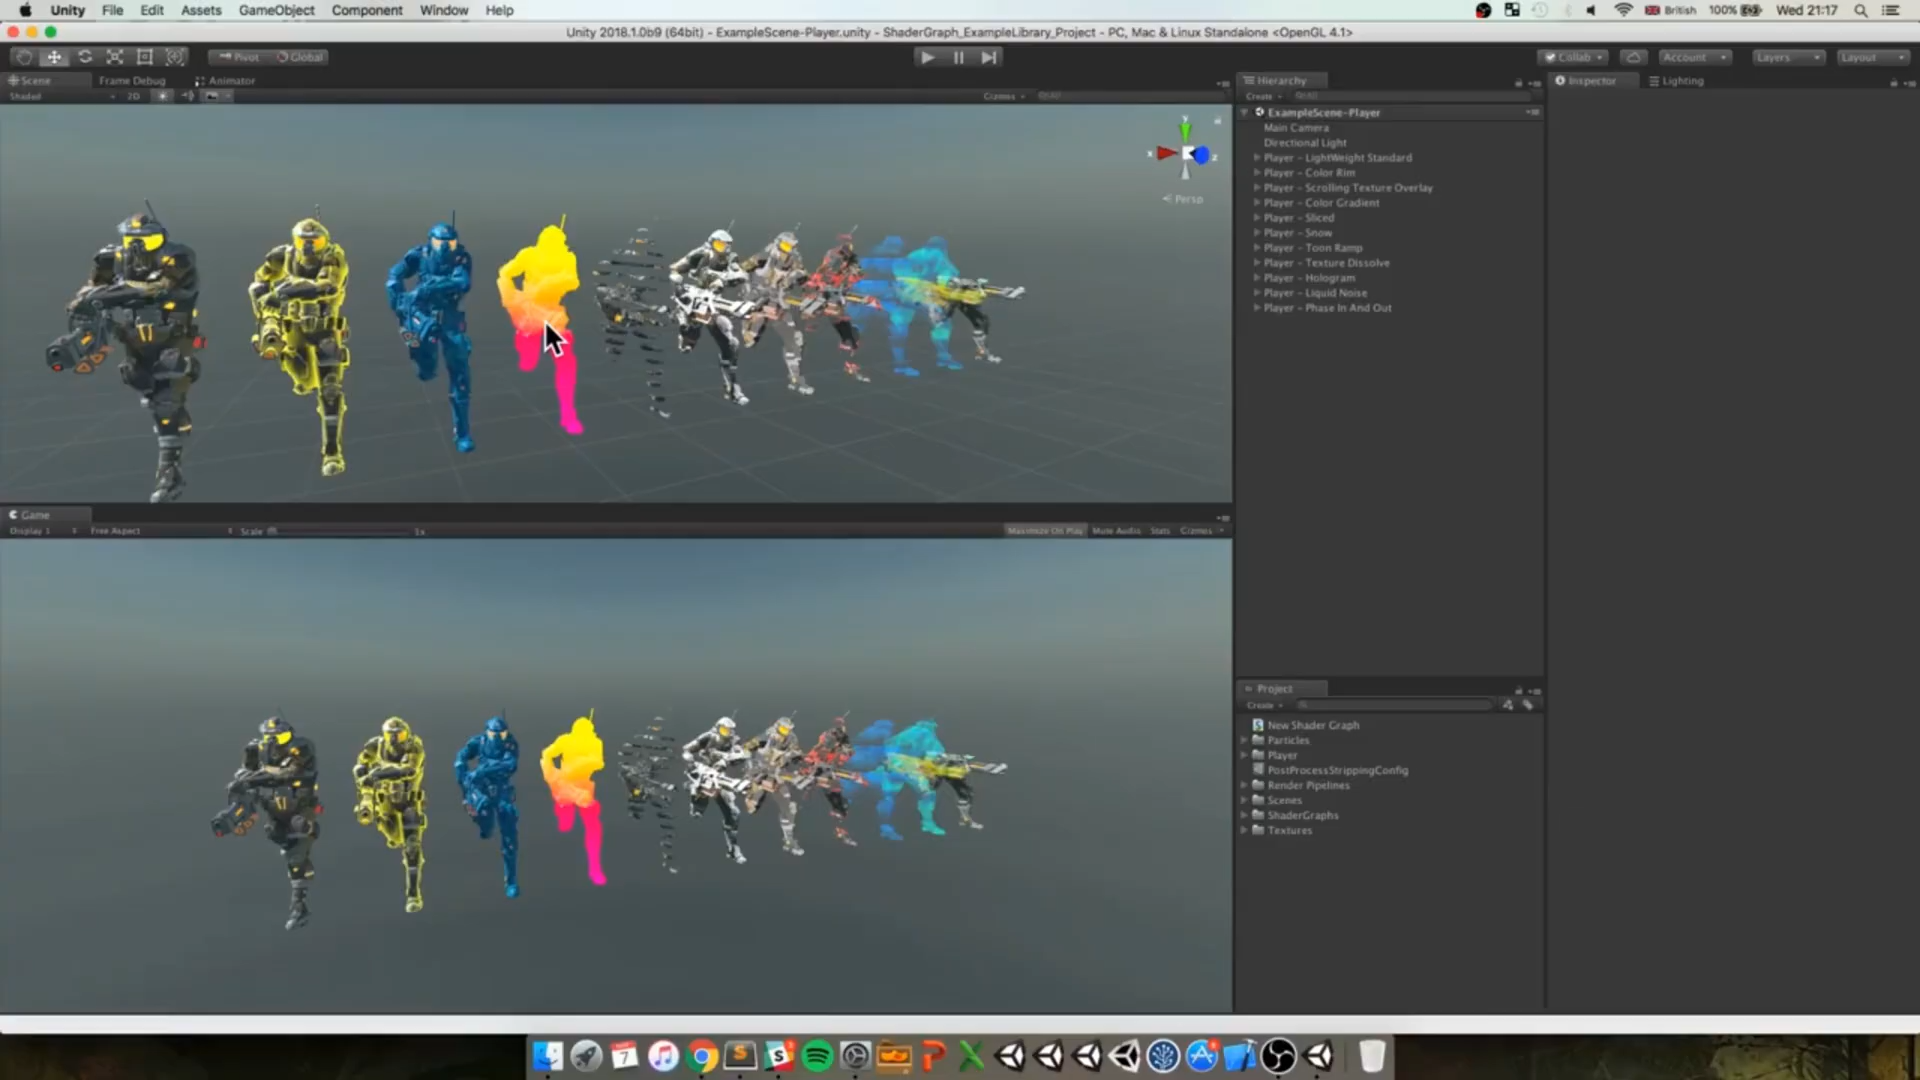 Unity File Edit Assets GameObject Component Window Help British 100% Wed 21:17
Unity 2018.1.0b9 (64bit) - ExampleScene-Player.unity - ShaderGraph_ExampleLibrary_Project - PC, Mac & Linux Standalone <OpenGL 4.1>
Pivot Global Collab Account Layers Layout
Scene Frame Debug Animator
Shaded 2D Gizmos
Persp
Hierarchy
Create
ExampleScene-Player
Main Camera
Directional Light
Player - LightWeight Standard
Player - Color Rim
Player - Scrolling Texture Overlay
Player - Color Gradient
Player - Sliced
Player - Snow
Player - Toon Ramp
Player - Texture Dissolve
Player - Hologram
Player - Liquid Noise
Player - Phase In And Out
Inspector Lighting
Game
Display 1 Free Aspect Scale Maximize On Play Mute Audio Stats Gizmos
Project
Create
New Shader Graph
Particles
Player
PostProcessStrippingConfig
Render Pipelines
Scenes
ShaderGraphs
Textures